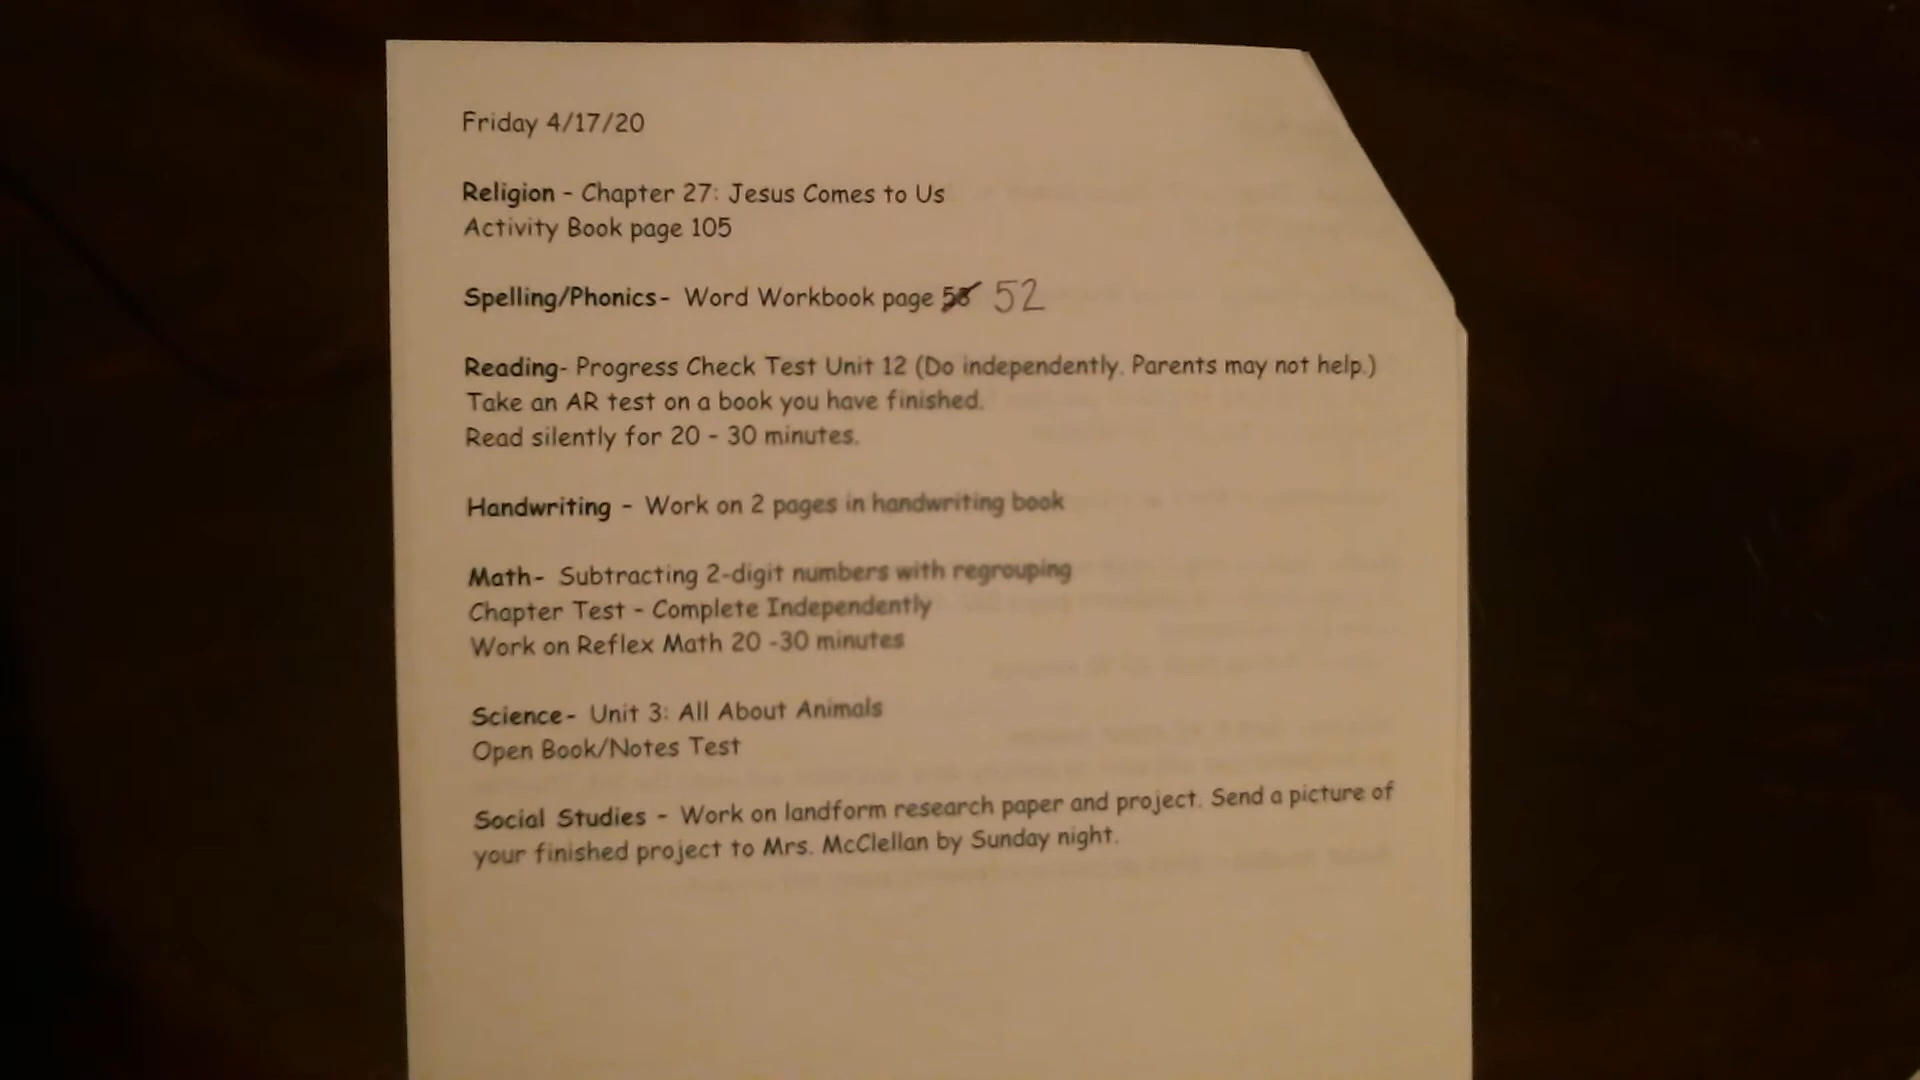 Friday 4/17/20
Religion - Chapter 27: Jesus Comes to Us
Activity Book page 105
Spelling/Phonics- Word Workbook page 52
Reading- Progress Check Test Unit 12 (Do independently. Parents may not help.)
Take an AR test on a book you have finished.
Read silently for 20 - 30 minutes.
Handwriting - Work on 2 pages in handwriting book
Math- Subtracting 2-digit numbers with regrouping
Chapter Test - Complete Independently
Work on Reflex Math 20 -30 minutes
Science- Unit 3: All About Animals
Open Book/Notes Test
Social Studies - Work on landform research paper and project. Send a picture of
your finished project to Mrs. McClellan by Sunday night.